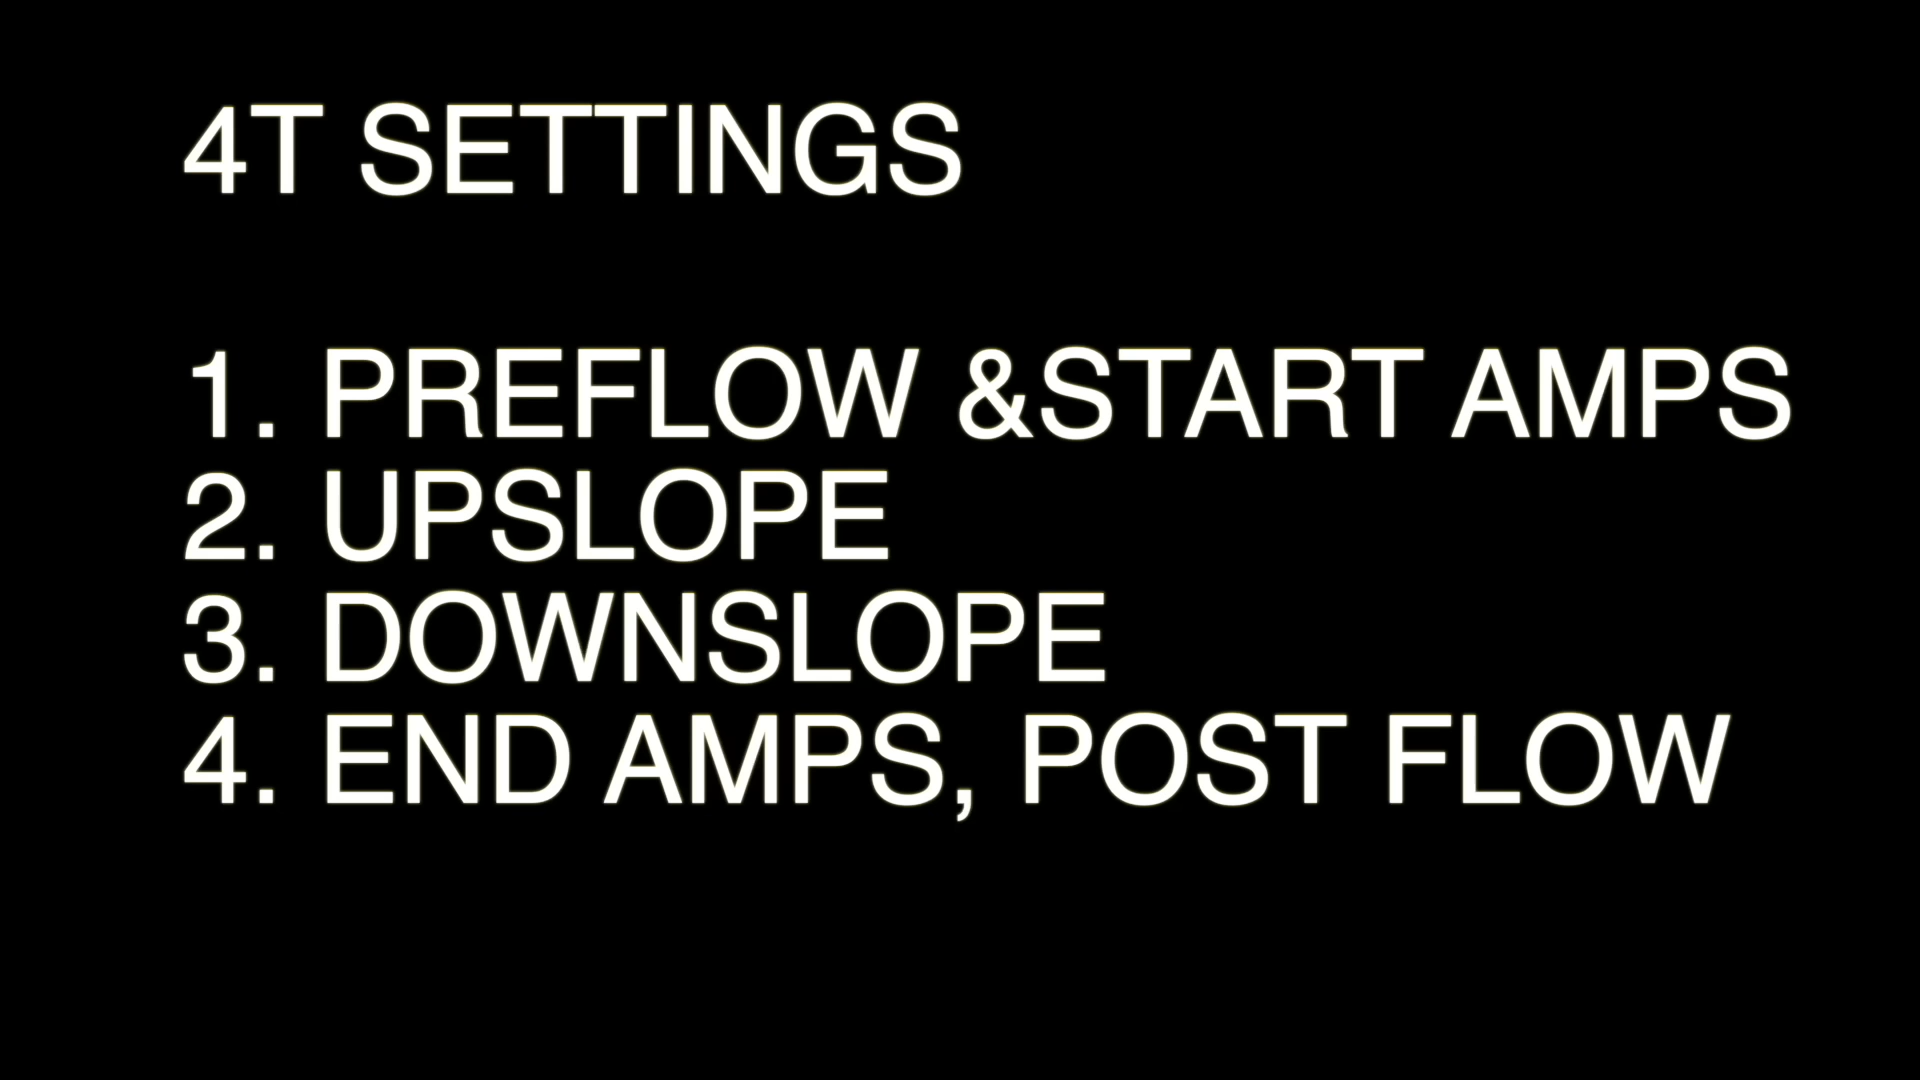 4T SETTINGS
1. PREFLOW &START AMPS
2. UPSLOPE
3. DOWNSLOPE
4. END AMPS, POST FLOW